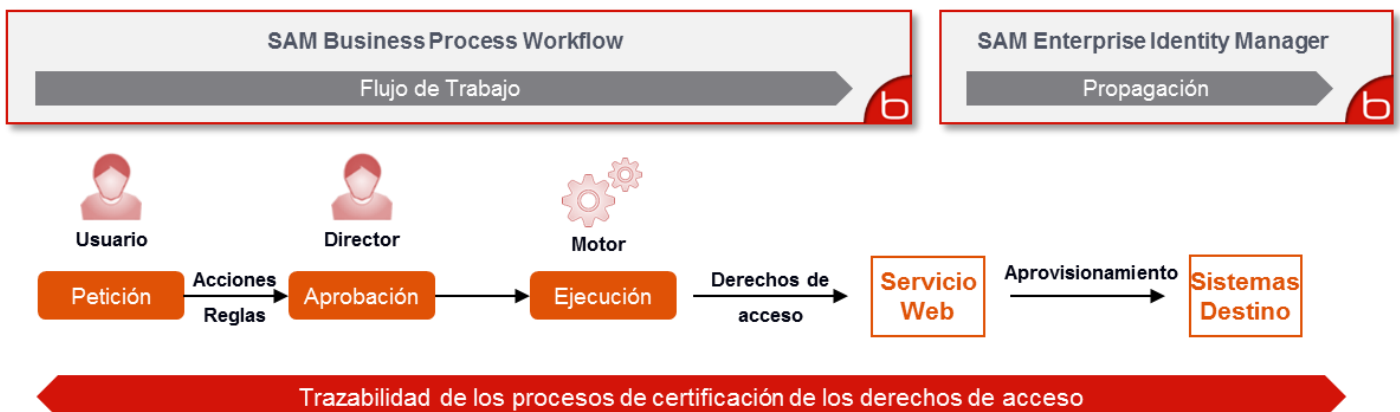 SAM Business Process Workflow
Flujo de Trabajo
b
SAM Enterprise Identity Manager
Propagación
b
Usuario
Director
Motor
Petición
Acciones
Reglas
Aprobación
Ejecución
Derechos de
acceso
Servicio
Web
Aprovisionamiento
Sistemas
Destino
Trazabilidad de los procesos de certificación de los derechos de acceso